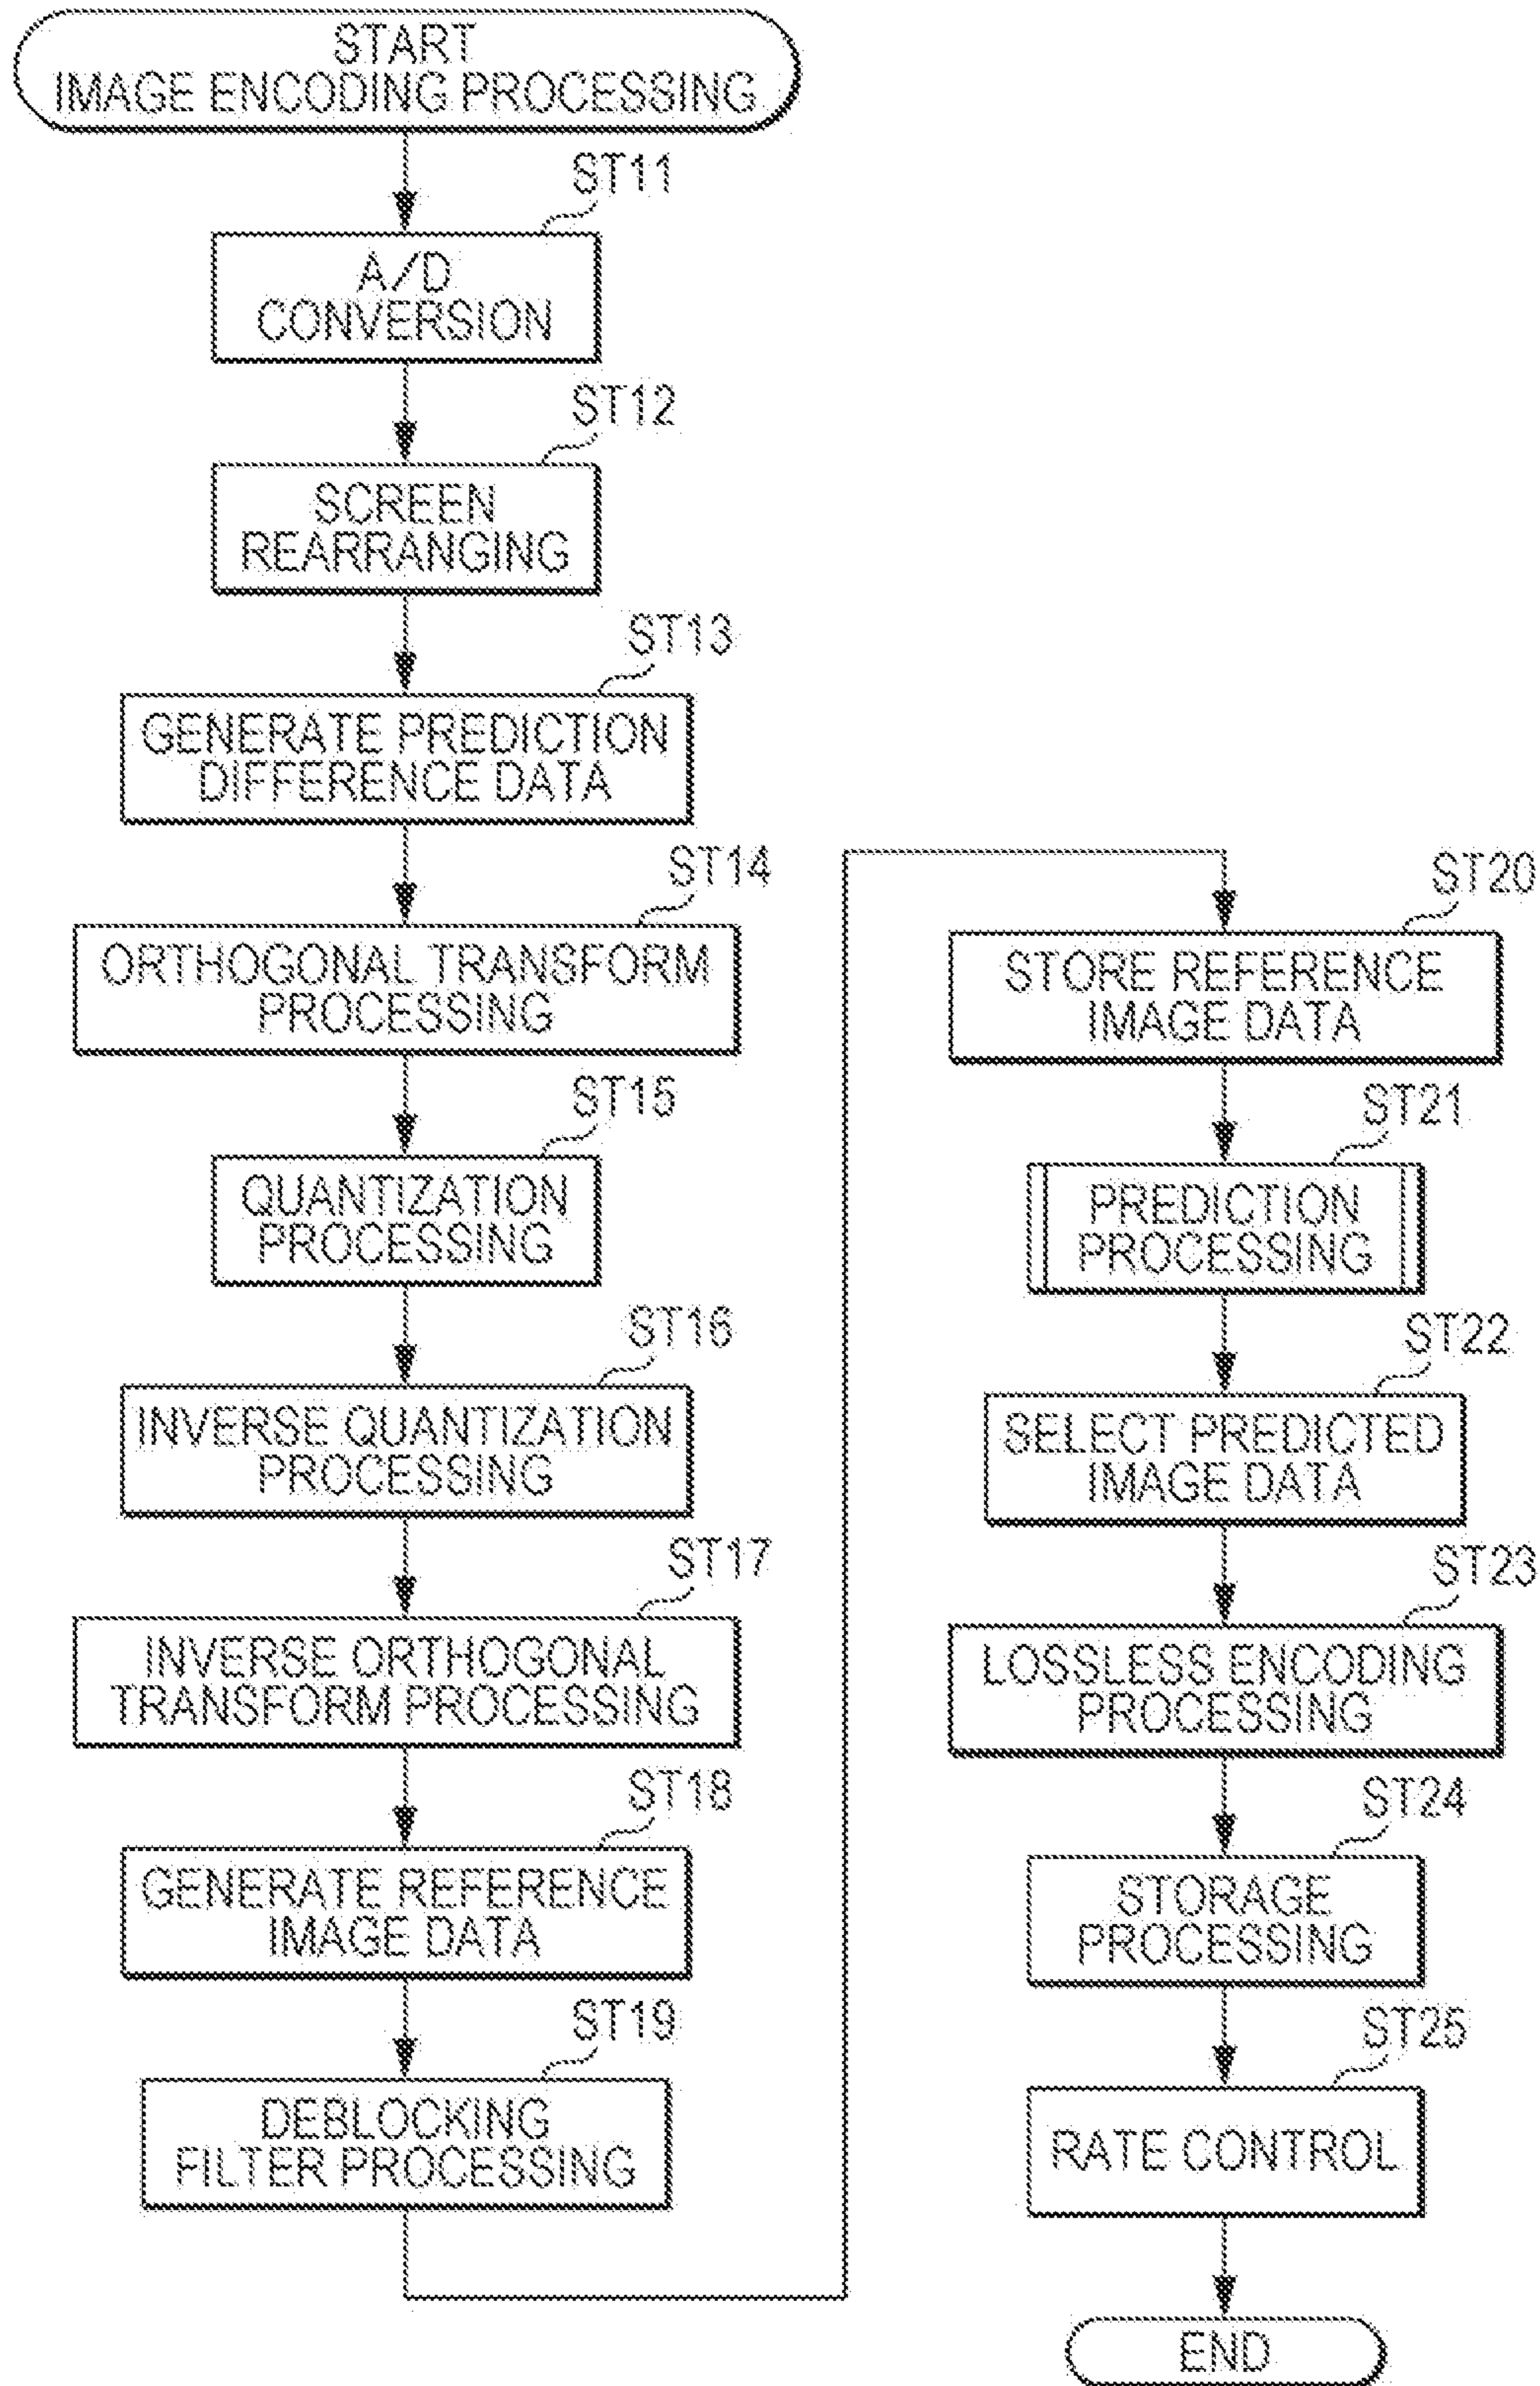 START
IMAGE ENCODING PROCESSING
ST11
A/D
CONVERSION
ST12
SCREEN
REARRANGING
ST13
GENERATE PREDICTION
DIFFERENCE DATA
ST14
ORTHOGONAL TRANSFORM
PROCESSING
ST15
QUANTIZATION
PROCESSING
ST16
INVERSE QUANTIZATION
PROCESSING
ST17
INVERSE ORTHOGONAL
TRANSFORM PROCESSING
ST18
GENERATE REFERENCE
IMAGE DATA
ST19
DEBLOCKING
FILTER PROCESSING
ST20
STORE REFERENCE
IMAGE DATA
ST21
PREDICTION
PROCESSING
ST22
SELECT PREDICTED
IMAGE DATA
ST23
LOSSLESS ENCODING
PROCESSING
ST24
STORAGE
PROCESSING
ST25
RATE CONTROL
END